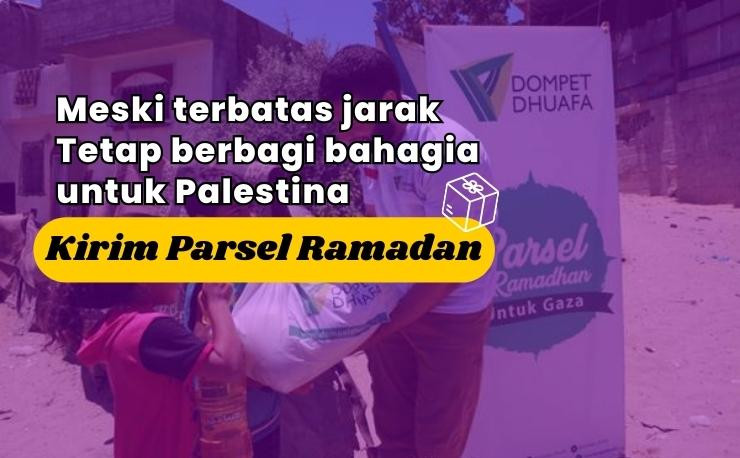 Meski terbatas jarak
Tetap berbagi bahagia
untuk Palestina
Kirim Parsel Ramadan
DOMPET
DHUAFA
Parsel
Ramadhan
Untuk Gaza
DOMPET
DHUAFA